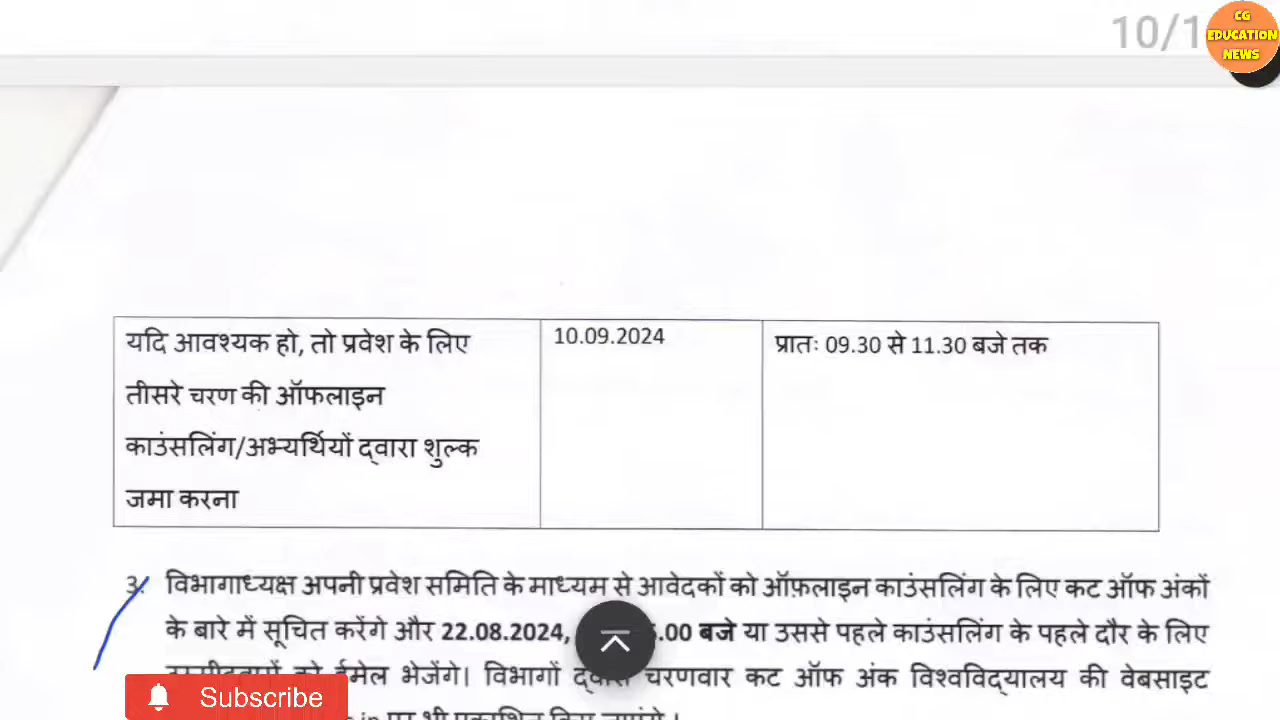 10/1
CG
EDUCATION
NEWS
यदि आवश्यक हो, तो प्रवेश के लिए
तीसरे चरण की ऑफलाइन
काउंसलिंग/अभ्यर्थियों द्वारा शुल्क
जमा करना
10.09.2024
प्रातः 09.30 से 11.30 बजे तक
3. विभागाध्यक्ष अपनी प्रवेश समिति के माध्यम से आवेदकों को ऑफ़लाइन काउंसलिंग के लिए कट ऑफ अंकों
के बारे में सूचित करेंगे और 22.08.2024, .00 बजे या उससे पहले काउंसलिंग के पहले दौर के लिए
को ईमेल भेजेंगे। विभागों द्वारा चरणवार कट ऑफ अंक विश्वविद्यालय की वेबसाइट
पर भी प्रकाशित किए जाएंगे।
Subscribe